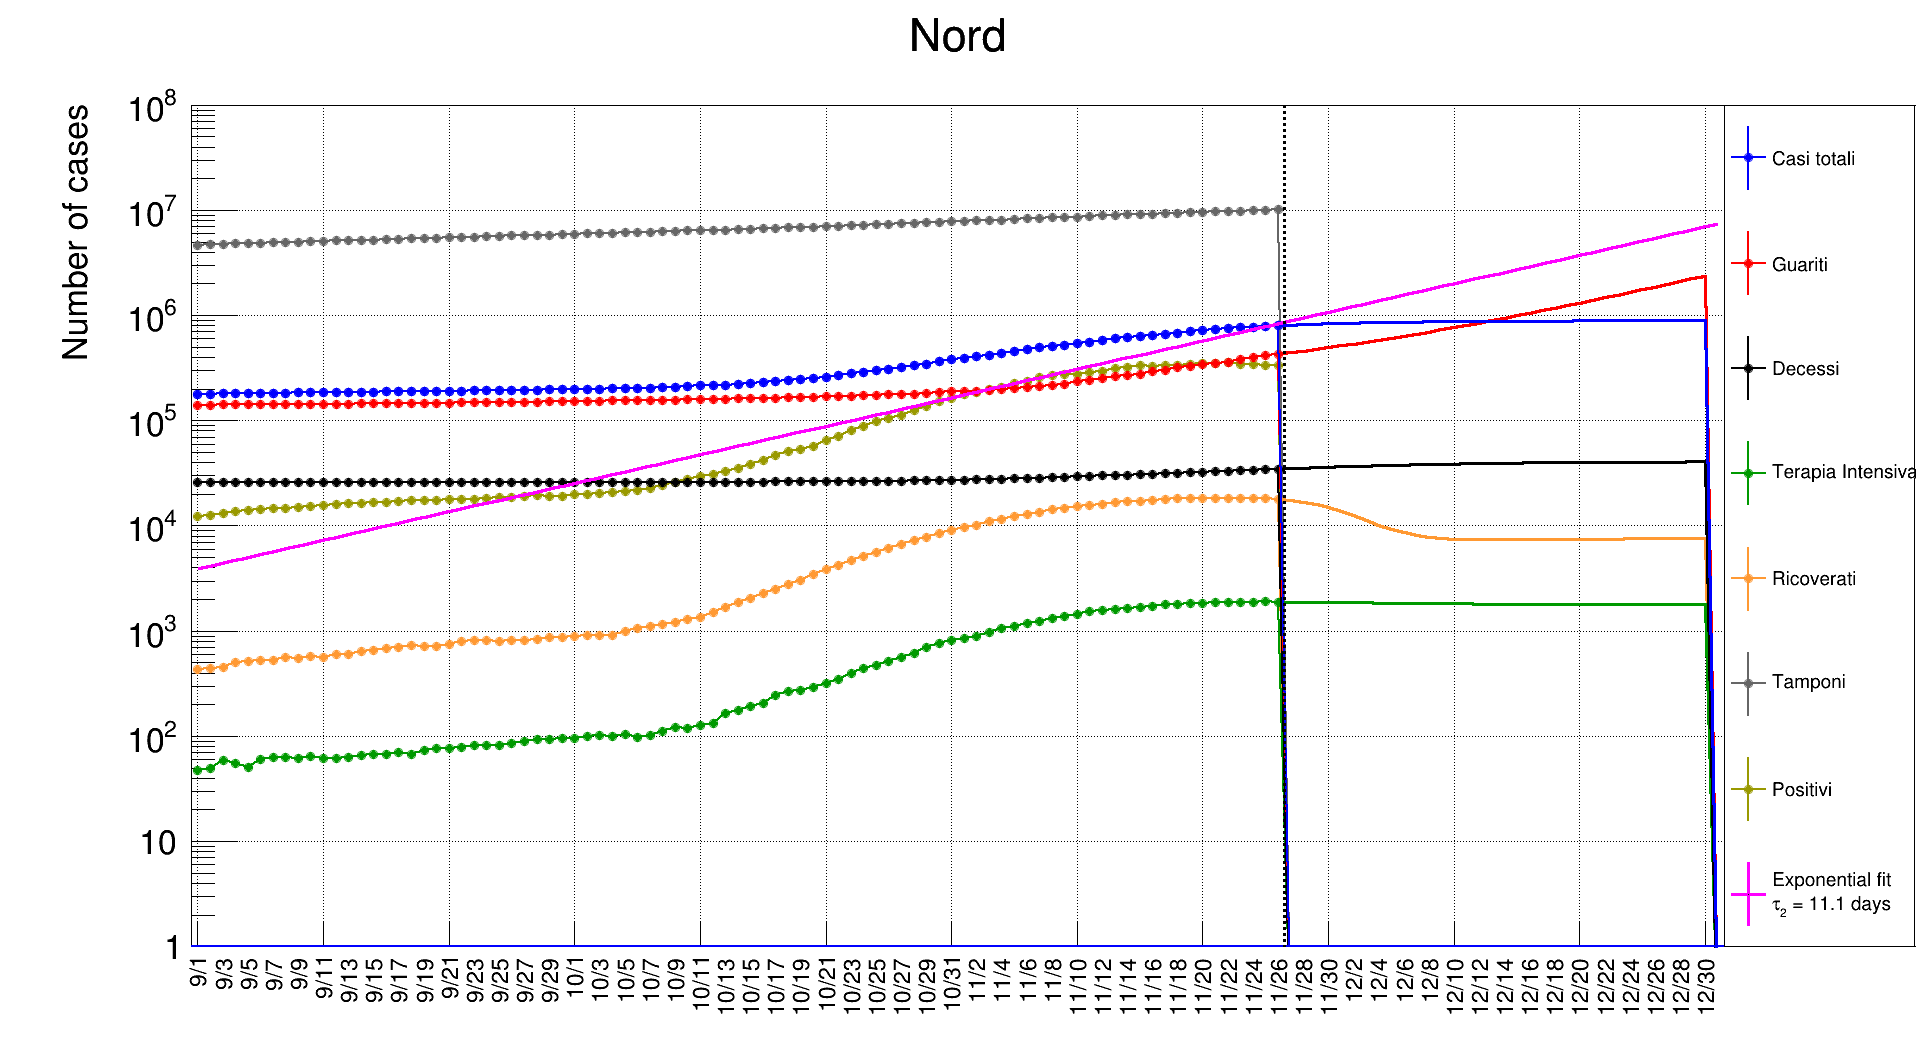 Nord
Number of cases
10^8
10^7
10^6
10^5
10^4
10^3
10^2
10
1
9/1 9/3 9/5 9/7 9/9 9/11 9/13 9/15 9/17 9/19 9/21 9/23 9/25 9/27 9/29 10/1 10/3 10/5 10/7 10/9 10/11 10/13 10/15 10/17 10/19 10/21 10/23 10/25 10/27 10/29 10/31 11/2 11/4 11/6 11/8 11/10 11/12 11/14 11/16 11/18 11/20 11/22 11/24 11/26 11/28 11/30 12/2 12/4 12/6 12/8 12/10 12/12 12/14 12/16 12/18 12/20 12/22 12/24 12/26 12/28 12/30
Casi totali
Guariti
Decessi
Terapia Intensiva
Ricoverati
Tamponi
Positivi
Exponential fit
τ₂ = 11.1 days